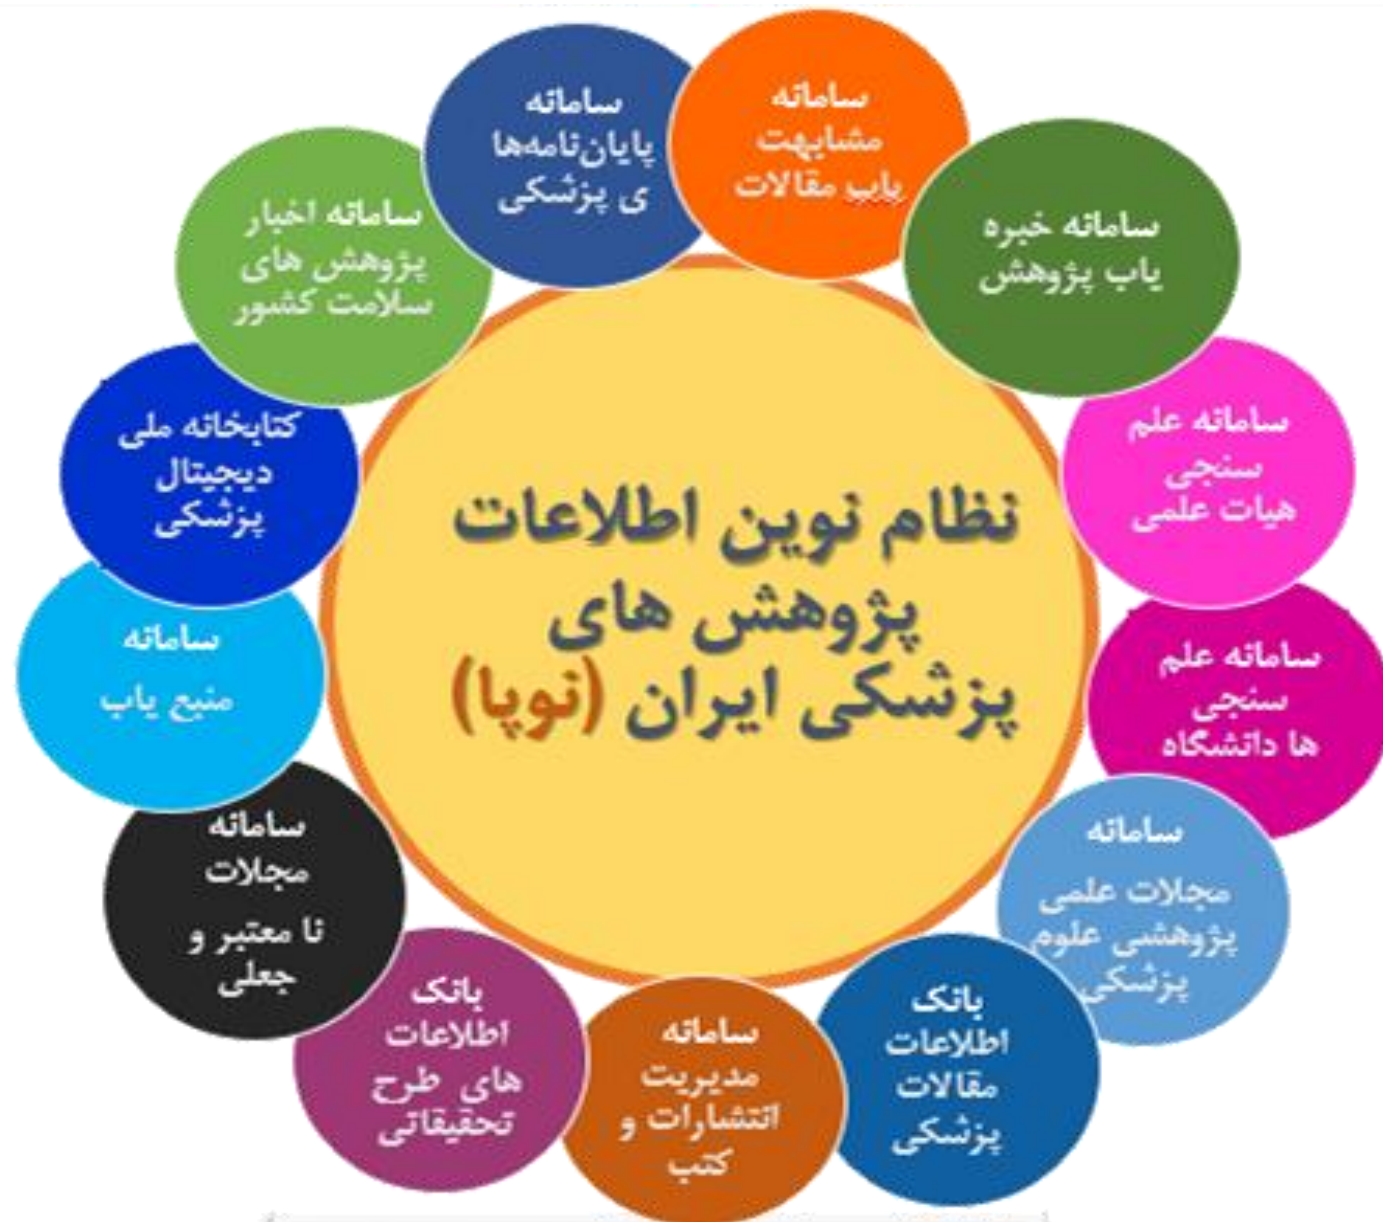 نظام نوین اطلاعات
پژوهش های
پزشکی ایران (نوپا)
سامانه
مشابهت
یاب مقالات
سامانه خبره
یاب پژوهش
سامانه علم
سنجی
هیات علمی
سامانه علم
سنجی
ها دانشگاه
سامانه
مجلات علمی
پژوهشی علوم
پزشکی
بانک
اطلاعات
مقالات
پزشکی
سامانه
مدیریت
انتشارات و
کتب
بانک
اطلاعات
های طرح
تحقیقاتی
سامانه
مجلات
نا معتبر و
جعلی
سامانه
منبع یاب
کتابخانه ملی
دیجیتال
پزشکی
سامانه اخبار
پژوهش های
سلامت کشور
سامانه
پایان‌نامه‌ها
ی پزشکی